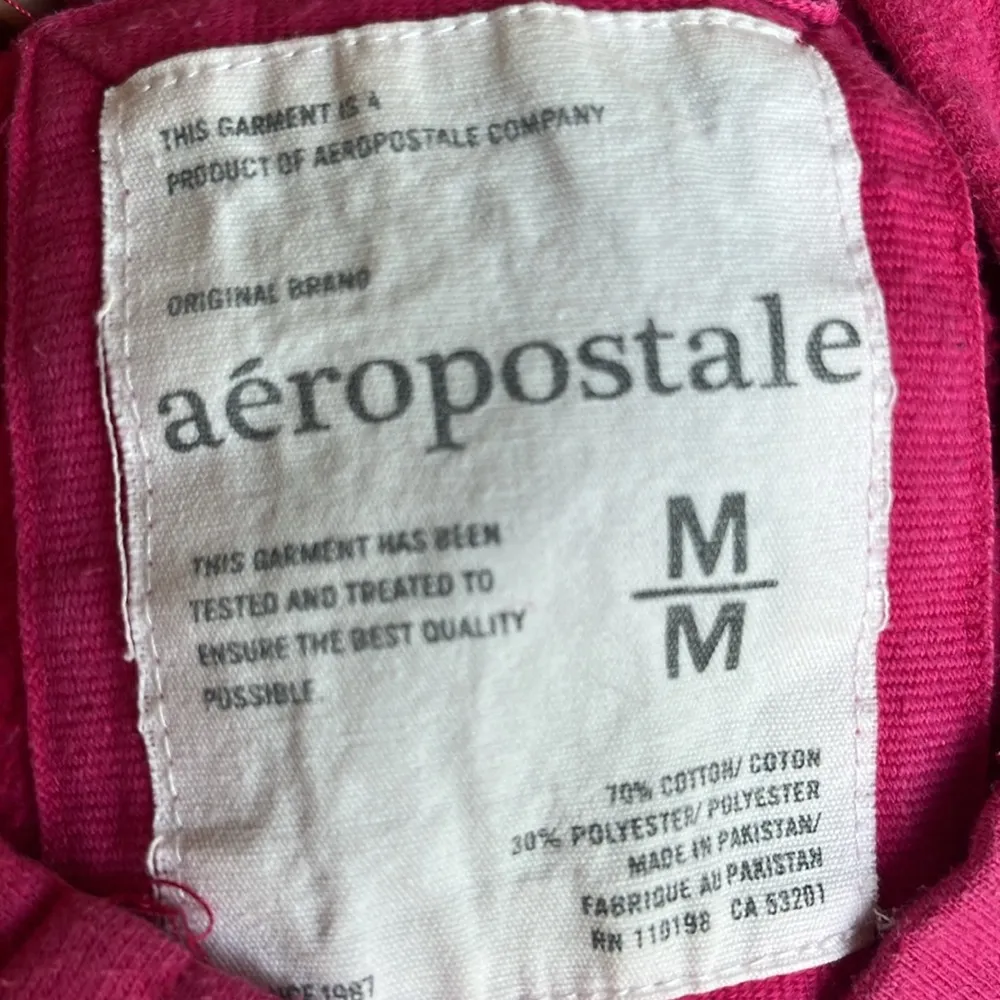 THIS GARMENT IS A
PRODUCT OF AEROPOSTALE COMPANY
ORIGINAL BRAND
aéropostale
THIS GARMENT HAS BEEN
TESTED AND TREATED TO
ENSURE THE BEST QUALITY
POSSIBLE.
M
M
70% COTTON/ COTON
30% POLYESTER/ POLYESTER
MADE IN PAKISTAN/
FABRIQUE AU PAKISTAN
RN 119198 CA 53201
1987